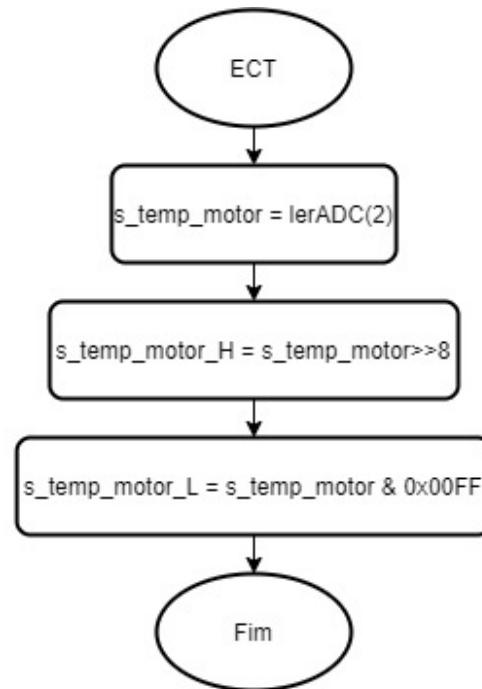 ECT
s_temp_motor = lerADC(2)
s_temp_motor_H = s_temp_motor>>8
s_temp_motor_L = s_temp_motor & 0x00FF
Fim